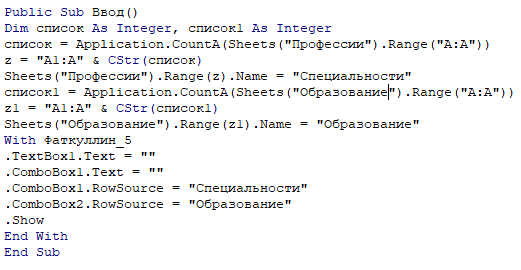 Public Sub Ввод()
Dim список As Integer, список1 As Integer
список = Application.CountA(Sheets("Профессии").Range("A:A"))
z = "A1:A" & CStr(список)
Sheets("Профессии").Range(z).Name = "Специальности"
список1 = Application.CountA(Sheets("Образование").Range("A:A"))
z1 = "A1:A" & CStr(список1)
Sheets("Образование").Range(z1).Name = "Образование"
With Фаткуллин_5
.TextBox1.Text = ""
.ComboBox1.Text = ""
.ComboBox1.RowSource = "Специальности"
.ComboBox2.RowSource = "Образование"
.Show
End With
End Sub